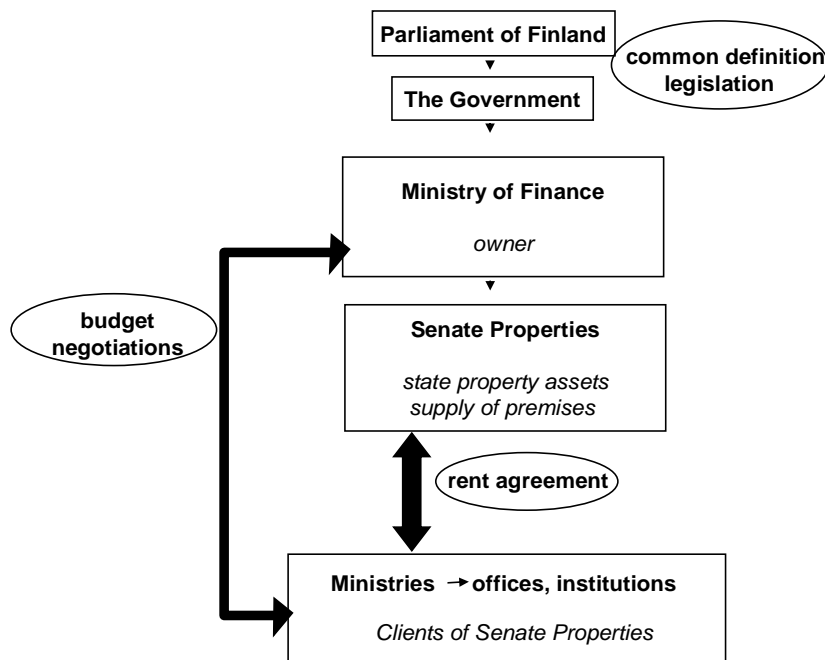 Parliament of Finland
common definition
legislation
The Government
Ministry of Finance
owner
budget
negotiations
Senate Properties
state property assets
supply of premises
rent agreement
Ministries → offices, institutions
Clients of Senate Properties